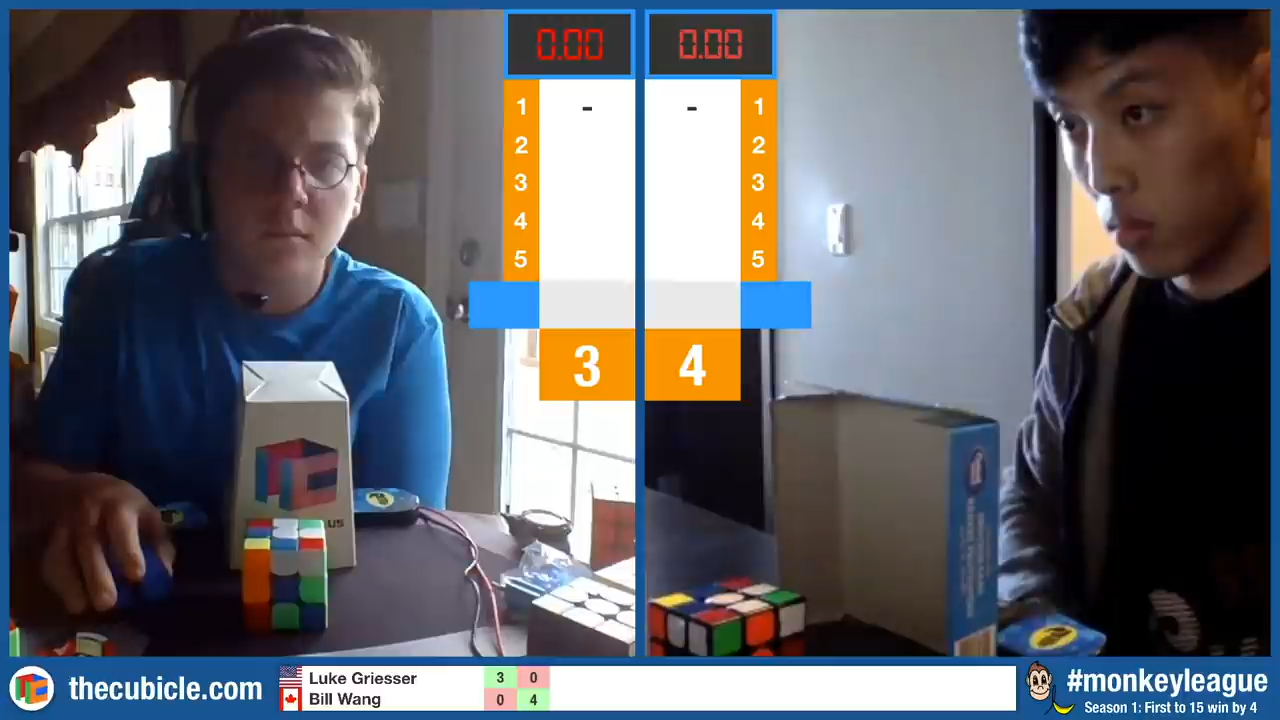 0.00 0.00
1 - - 1
2 2
3 3
4 4
5 5
3 4
US
thecubicle.com
Luke Griesser 3 0
Bill Wang 0 4
#monkeyleague
Season 1: First to 15 win by 4